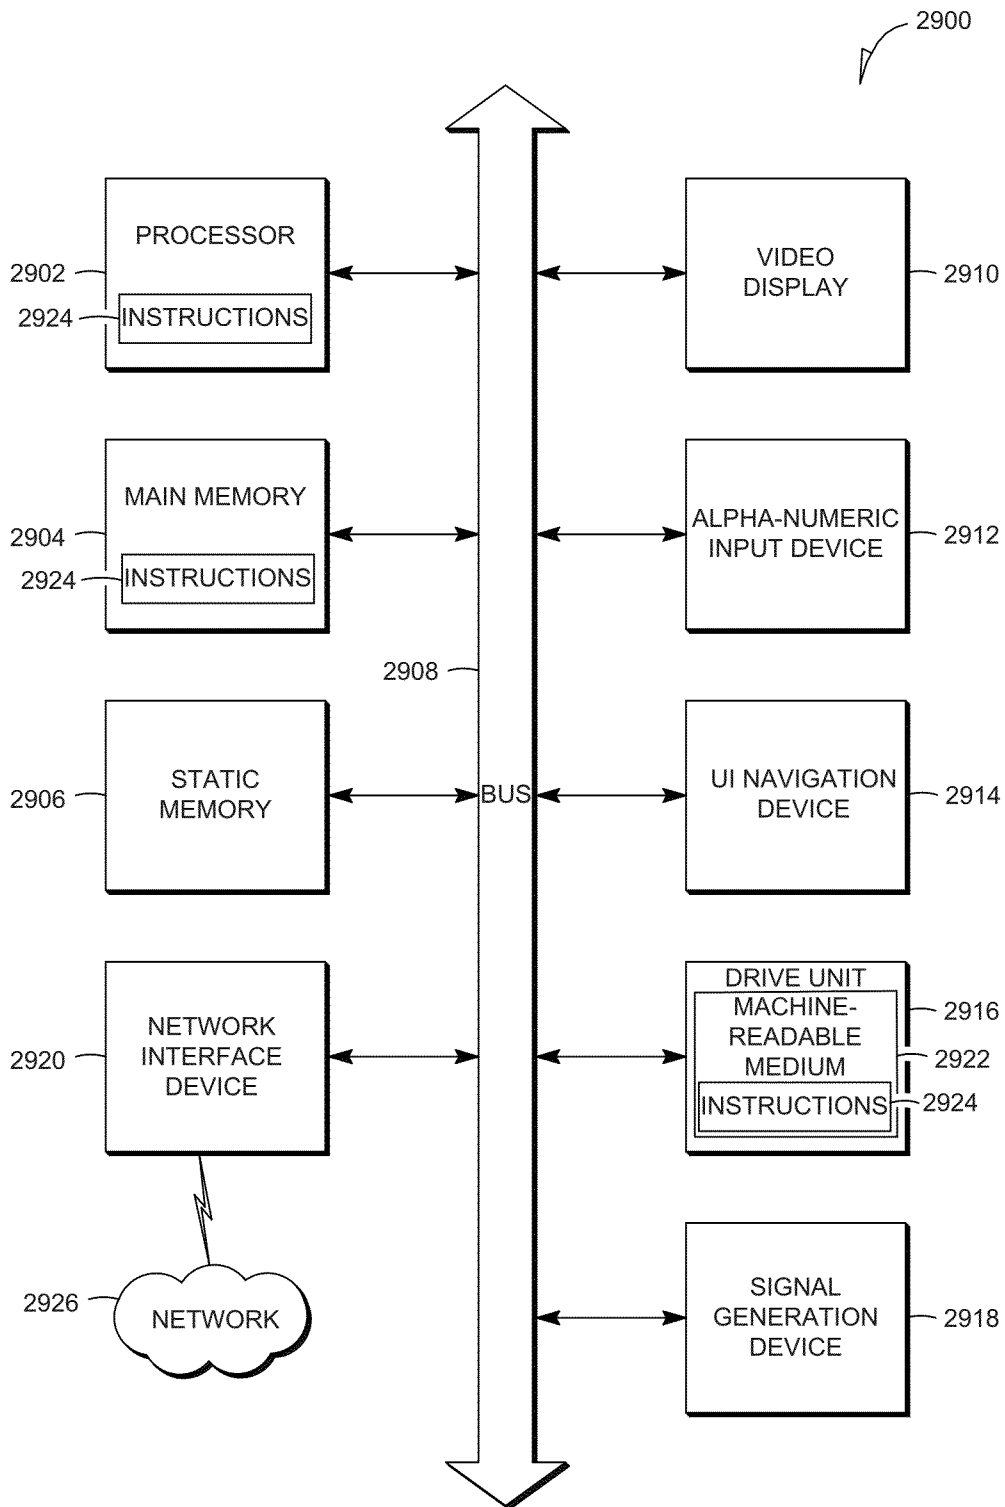 2900
PROCESSOR
2902
2924
INSTRUCTIONS
VIDEO
DISPLAY
2910
MAIN MEMORY
2904
2924
INSTRUCTIONS
ALPHA-NUMERIC
INPUT DEVICE
2912
2908
STATIC
MEMORY
2906
BUS
UI NAVIGATION
DEVICE
2914
NETWORK
INTERFACE
DEVICE
2920
DRIVE UNIT
MACHINE-
READABLE
MEDIUM
INSTRUCTIONS
2916
2922
2924
2926
NETWORK
SIGNAL
GENERATION
DEVICE
2918